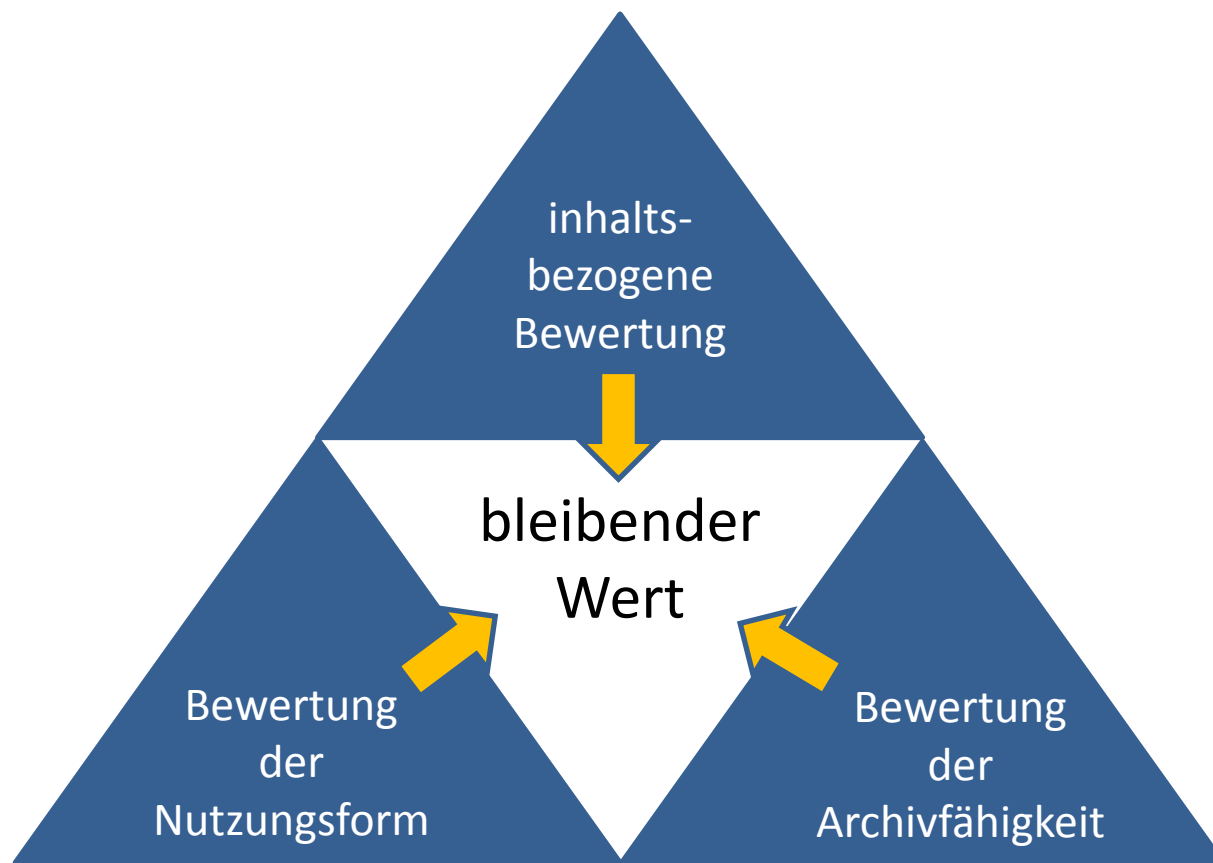 inhalts-
bezogene
Bewertung
bleibender
Wert
Bewertung
der
Nutzungsform
Bewertung
der
Archivfähigkeit